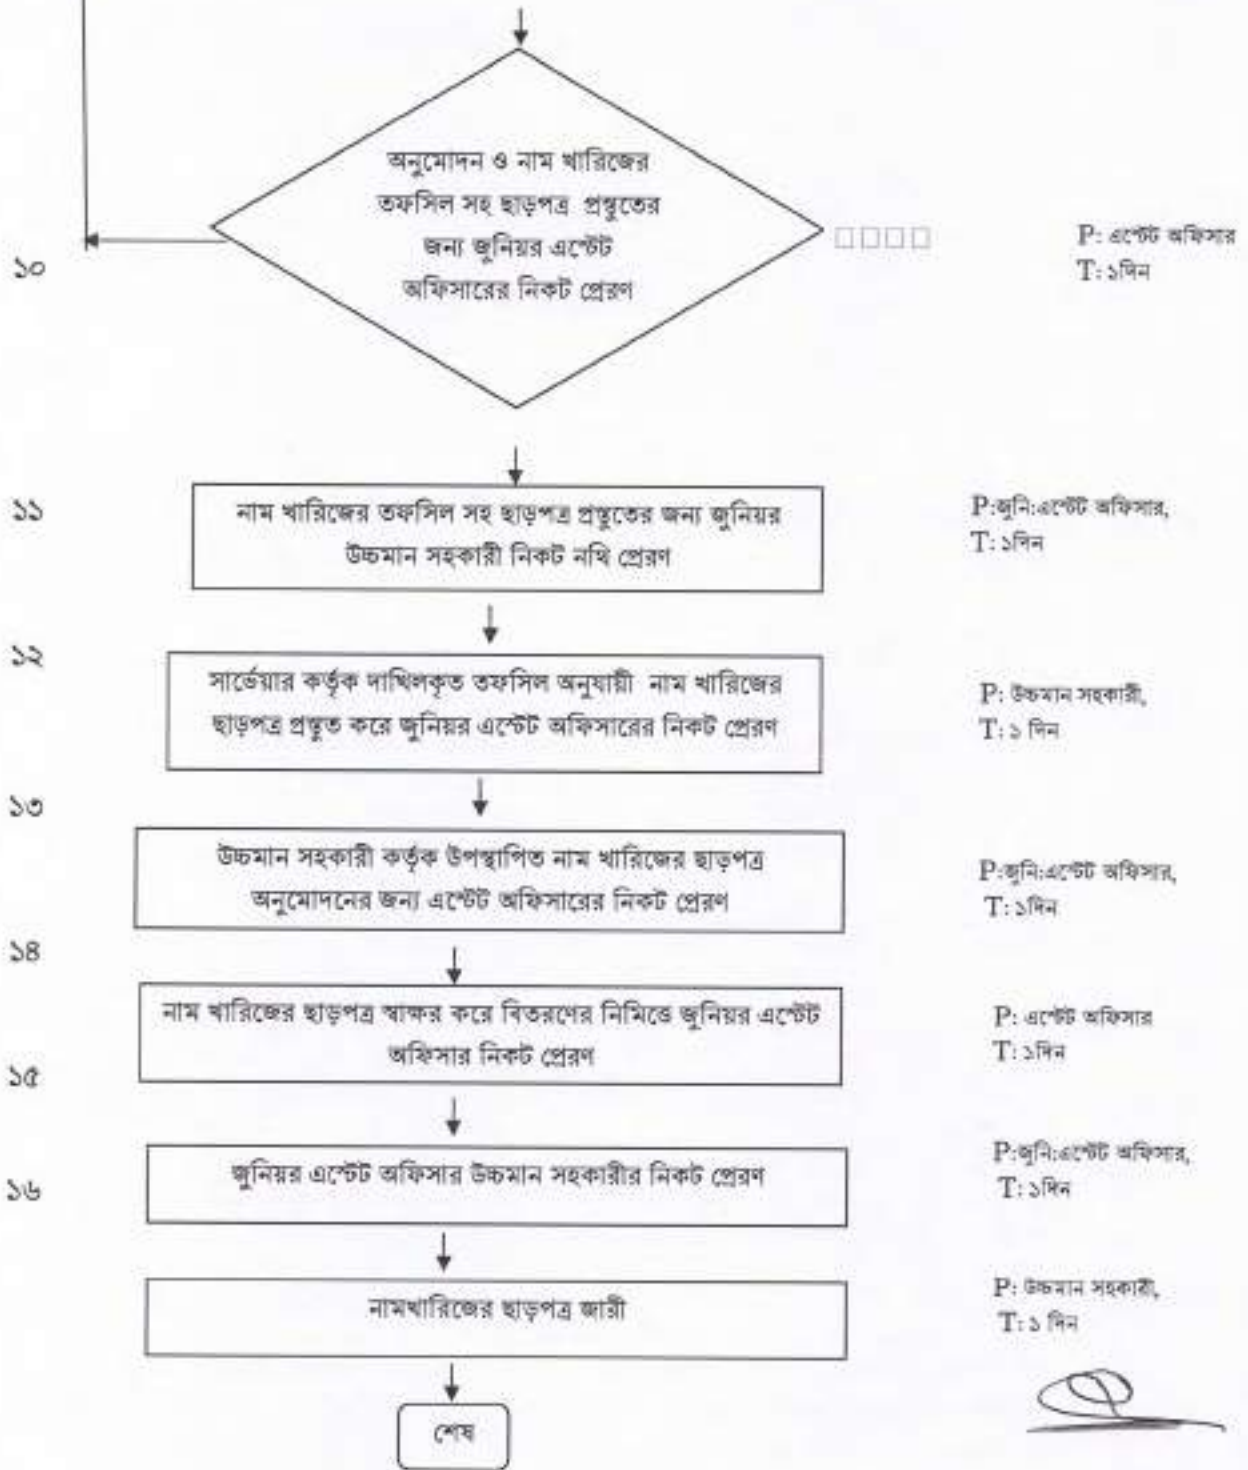 অনুমোদন ও নাম খারিজের
তফসিল সহ ছাড়পত্র প্রস্তুতের
জন্য জুনিয়র এস্টেট
অফিসারের নিকট প্রেরণ
১০
P: এস্টেট অফিসার
T: ১দিন
১১
নাম খারিজের তফসিল সহ ছাড়পত্র প্রস্তুতের জন্য জুনিয়র
উচ্চমান সহকারী নিকট নথি প্রেরণ
P:জুনি:এস্টেট অফিসার,
T: ১দিন
১২
সার্ভেয়ার কর্তৃক দাখিলকৃত তফসিল অনুযায়ী নাম খারিজের
ছাড়পত্র প্রস্তুত করে জুনিয়র এস্টেট অফিসারের নিকট প্রেরণ
P: উচ্চমান সহকারী,
T: ১ দিন
১৩
উচ্চমান সহকারী কর্তৃক উপস্থাপিত নাম খারিজের ছাড়পত্র
অনুমোদনের জন্য এস্টেট অফিসারের নিকট প্রেরণ
P:জুনি:এস্টেট অফিসার,
T: ১দিন
১৪
নাম খারিজের ছাড়পত্র স্বাক্ষর করে বিতরণের নিমিত্তে জুনিয়র এস্টেট
অফিসার নিকট প্রেরণ
P: এস্টেট অফিসার
T: ১দিন
১৫
জুনিয়র এস্টেট অফিসার উচ্চমান সহকারীর নিকট প্রেরণ
P:জুনি:এস্টেট অফিসার,
T: ১দিন
১৬
নামখারিজের ছাড়পত্র জারী
P: উচ্চমান সহকারী,
T: ১ দিন
শেষ